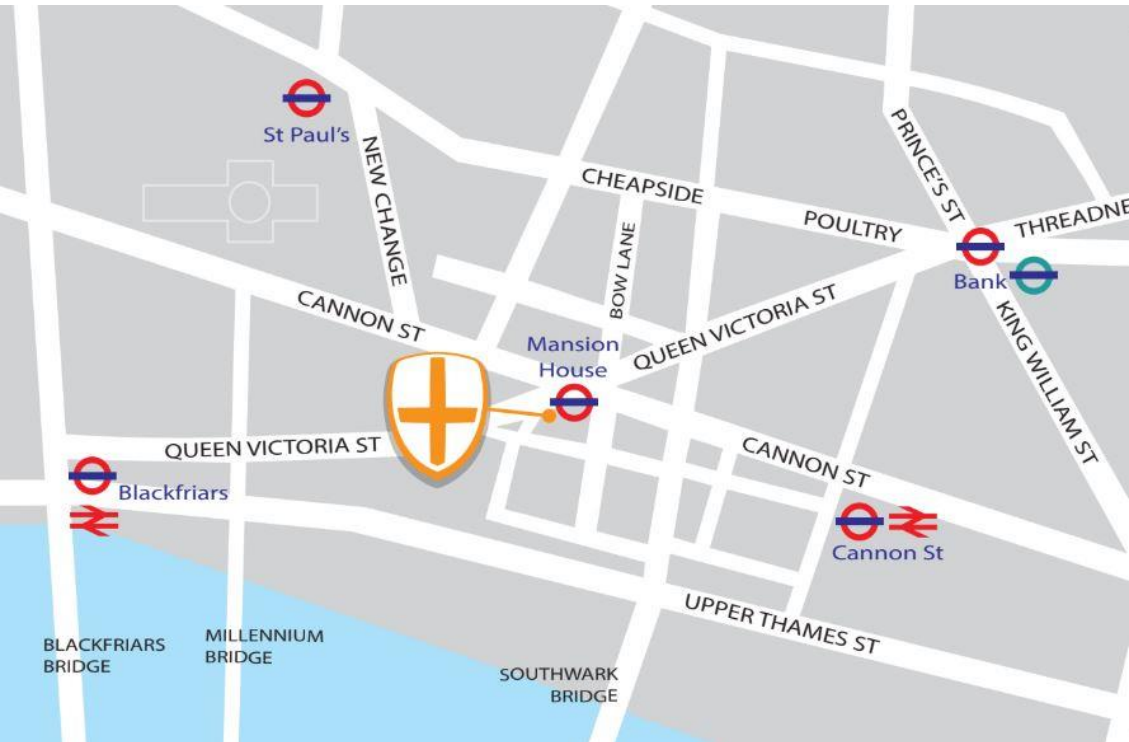 St Paul's
NEW CHANGE
CHEAPSIDE
POULTRY
PRINCE'S ST
THREADNE
Bank
KING WILLIAM ST
BOW LANE
QUEEN VICTORIA ST
CANNON ST
Mansion
House
QUEEN VICTORIA ST
CANNON ST
Blackfriars
Cannon St
UPPER THAMES ST
BLACKFRIARS
BRIDGE
MILLENNIUM
BRIDGE
SOUTHWARK
BRIDGE